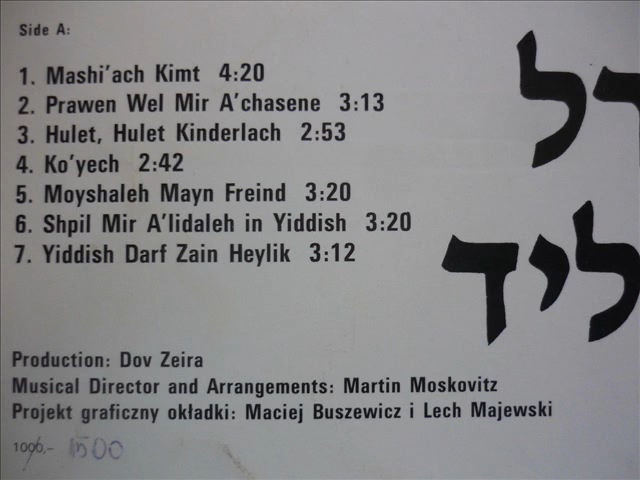 Side A:
1. Mashi'ach Kimt 4:20
2. Prawen Wel Mir A'chasene 3:13
3. Hulet, Hulet Kinderlach 2:53
4. Ko'yech 2:42
5. Moyshaleh Mayn Freind 3:20
6. Shpil Mir A'lidaleh in Yiddish 3:20
7. Yiddish Darf Zain Heylik 3:12
ליד
Production: Dov Zeira
Musical Director and Arrangements: Martin Moskovitz
Projekt graficzny okładki: Maciej Buszewicz i Lech Majewski
1000,- 1500